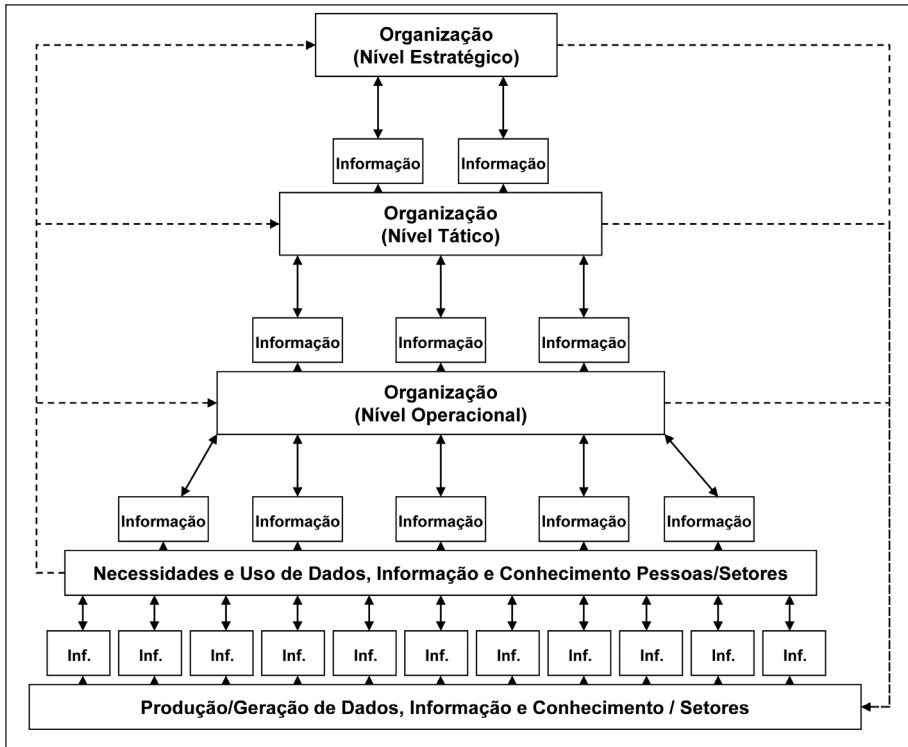 Organização
(Nível Estratégico)
Informação
Informação
Organização
(Nível Tático)
Informação
Informação
Informação
Organização
(Nível Operacional)
Informação
Informação
Informação
Informação
Informação
Necessidades e Uso de Dados, Informação e Conhecimento Pessoas/Setores
Inf.
Inf.
Inf.
Inf.
Inf.
Inf.
Inf.
Inf.
Inf.
Inf.
Inf.
Produção/Geração de Dados, Informação e Conhecimento / Setores